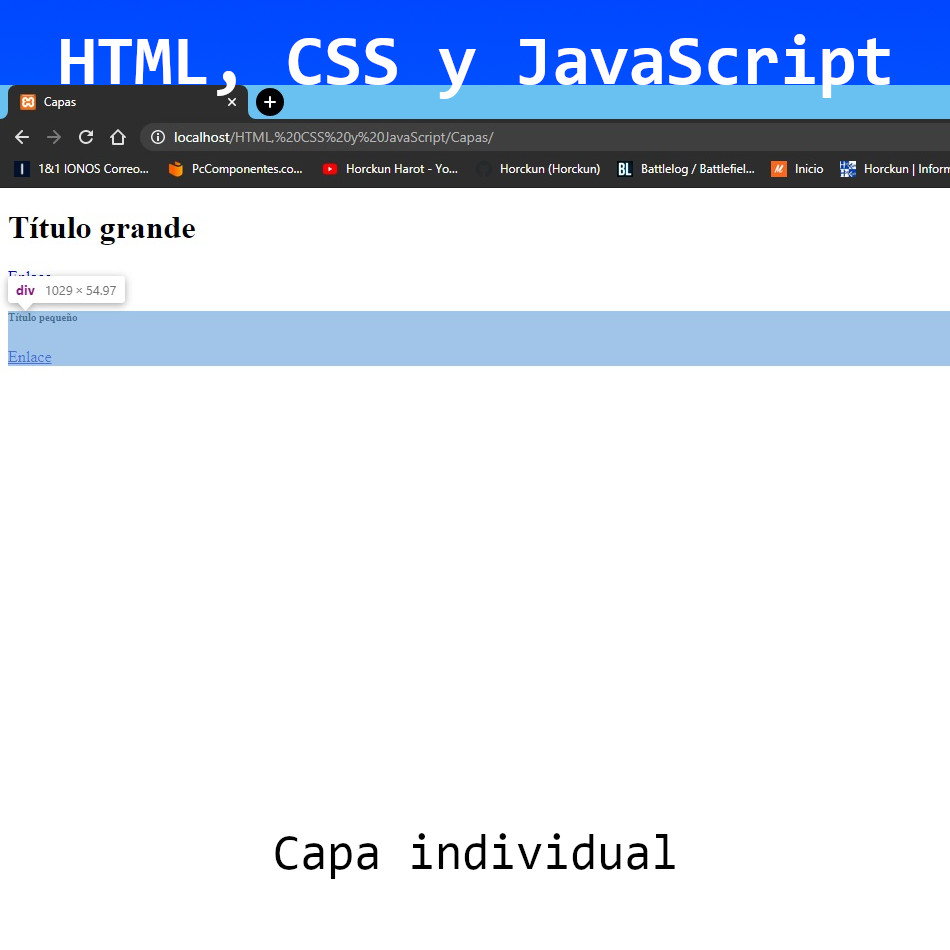 HTML, CSS y JavaScript
Capas
localhost/HTML,%20CSS%20y%20JavaScript/Capas/
1&1 IONOS Correo... PcComponentes.co... Horckun Harot - Yo... Horckun (Horckun) BL Battlelog / Battlefiel... Inicio Horckun | Inform
Título grande
Enlace
div 1029 × 54.97
Título pequeño
Enlace
Capa individual